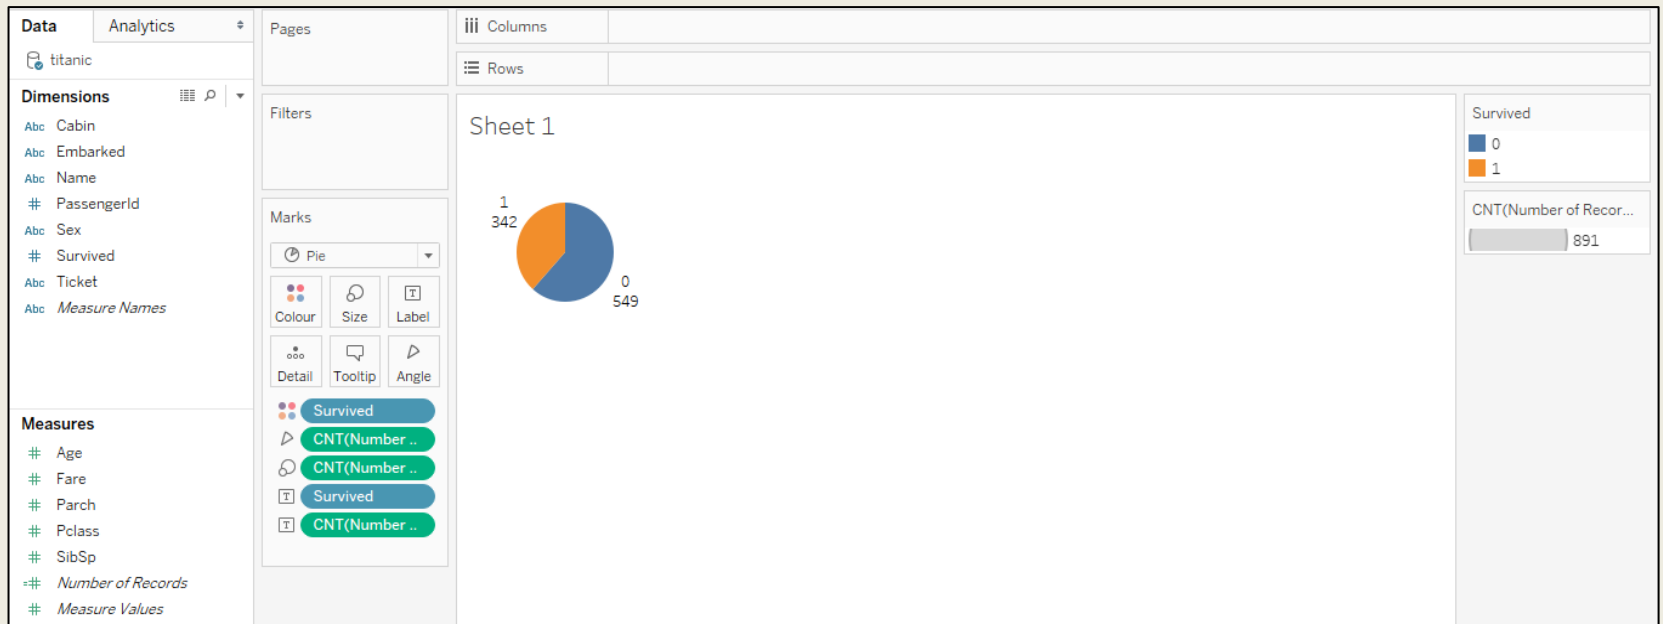 Data
Analytics
titanic
Dimensions
Abc Cabin
Abc Embarked
Abc Name
# PassengerId
Abc Sex
# Survived
Abc Ticket
Abc Measure Names
Measures
# Age
# Fare
# Parch
# Pclass
# SibSp
=# Number of Records
# Measure Values
Pages
Filters
Marks
Pie
Colour
Size
T
Label
Detail
Tooltip
Angle
Survived
CNT(Number ..
CNT(Number ..
T Survived
T CNT(Number ..
Columns
Rows
Sheet 1
1
342
0
549
Survived
0
1
CNT(Number of Recor...
891